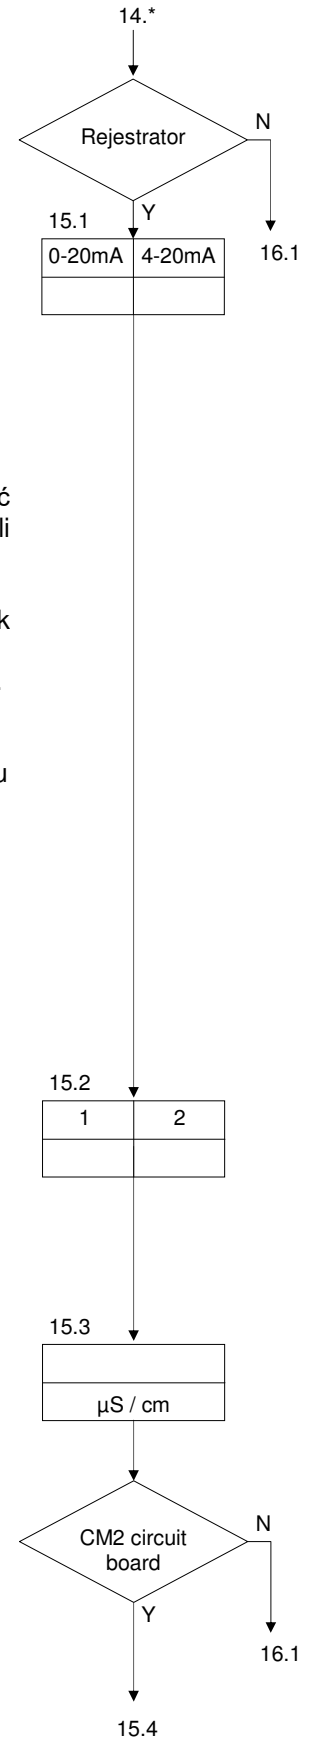 14.*
Rejestrator
N
Y
15.1
0-20mA 4-20mA
16.1
ć
li
k
u
15.2
1 2
15.3
µS / cm
CM2 circuit
board
N
Y
16.1
15.4